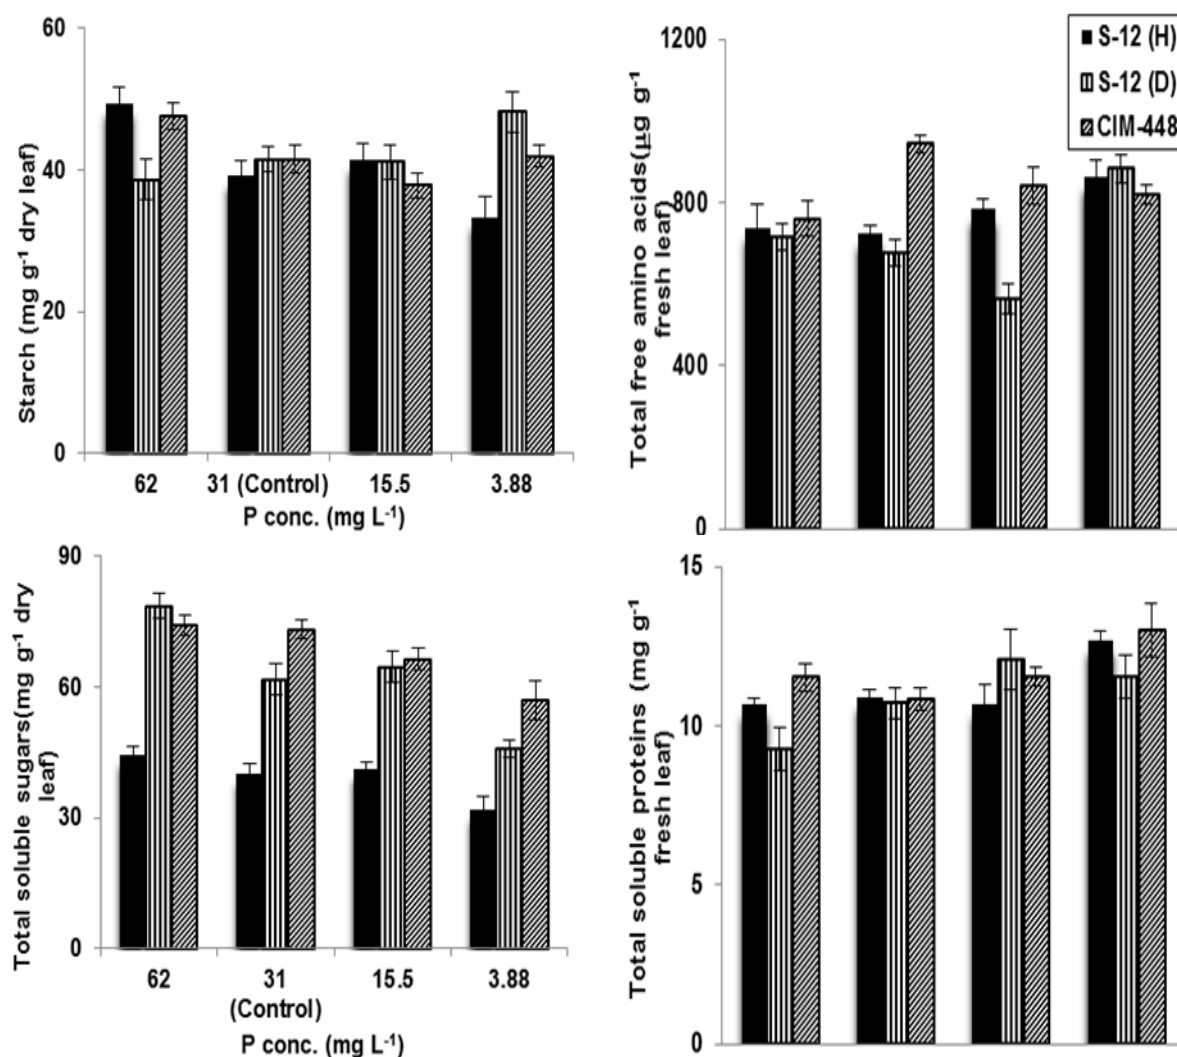 60
40
20
0
Starch (mg g⁻¹ dry leaf)
62 31 (Control) 15.5 3.88
P conc. (mg L⁻¹)
1200
800
400
0
Total free amino acids(µg g⁻¹
fresh leaf)
S-12 (H)
S-12 (D)
CIM-448
90
60
30
0
Total soluble sugars(mg g⁻¹ dry
leaf)
62 31 15.5 3.88
(Control)
P conc. (mg L⁻¹)
15
10
5
0
Total soluble proteins (mg g⁻¹
fresh leaf)